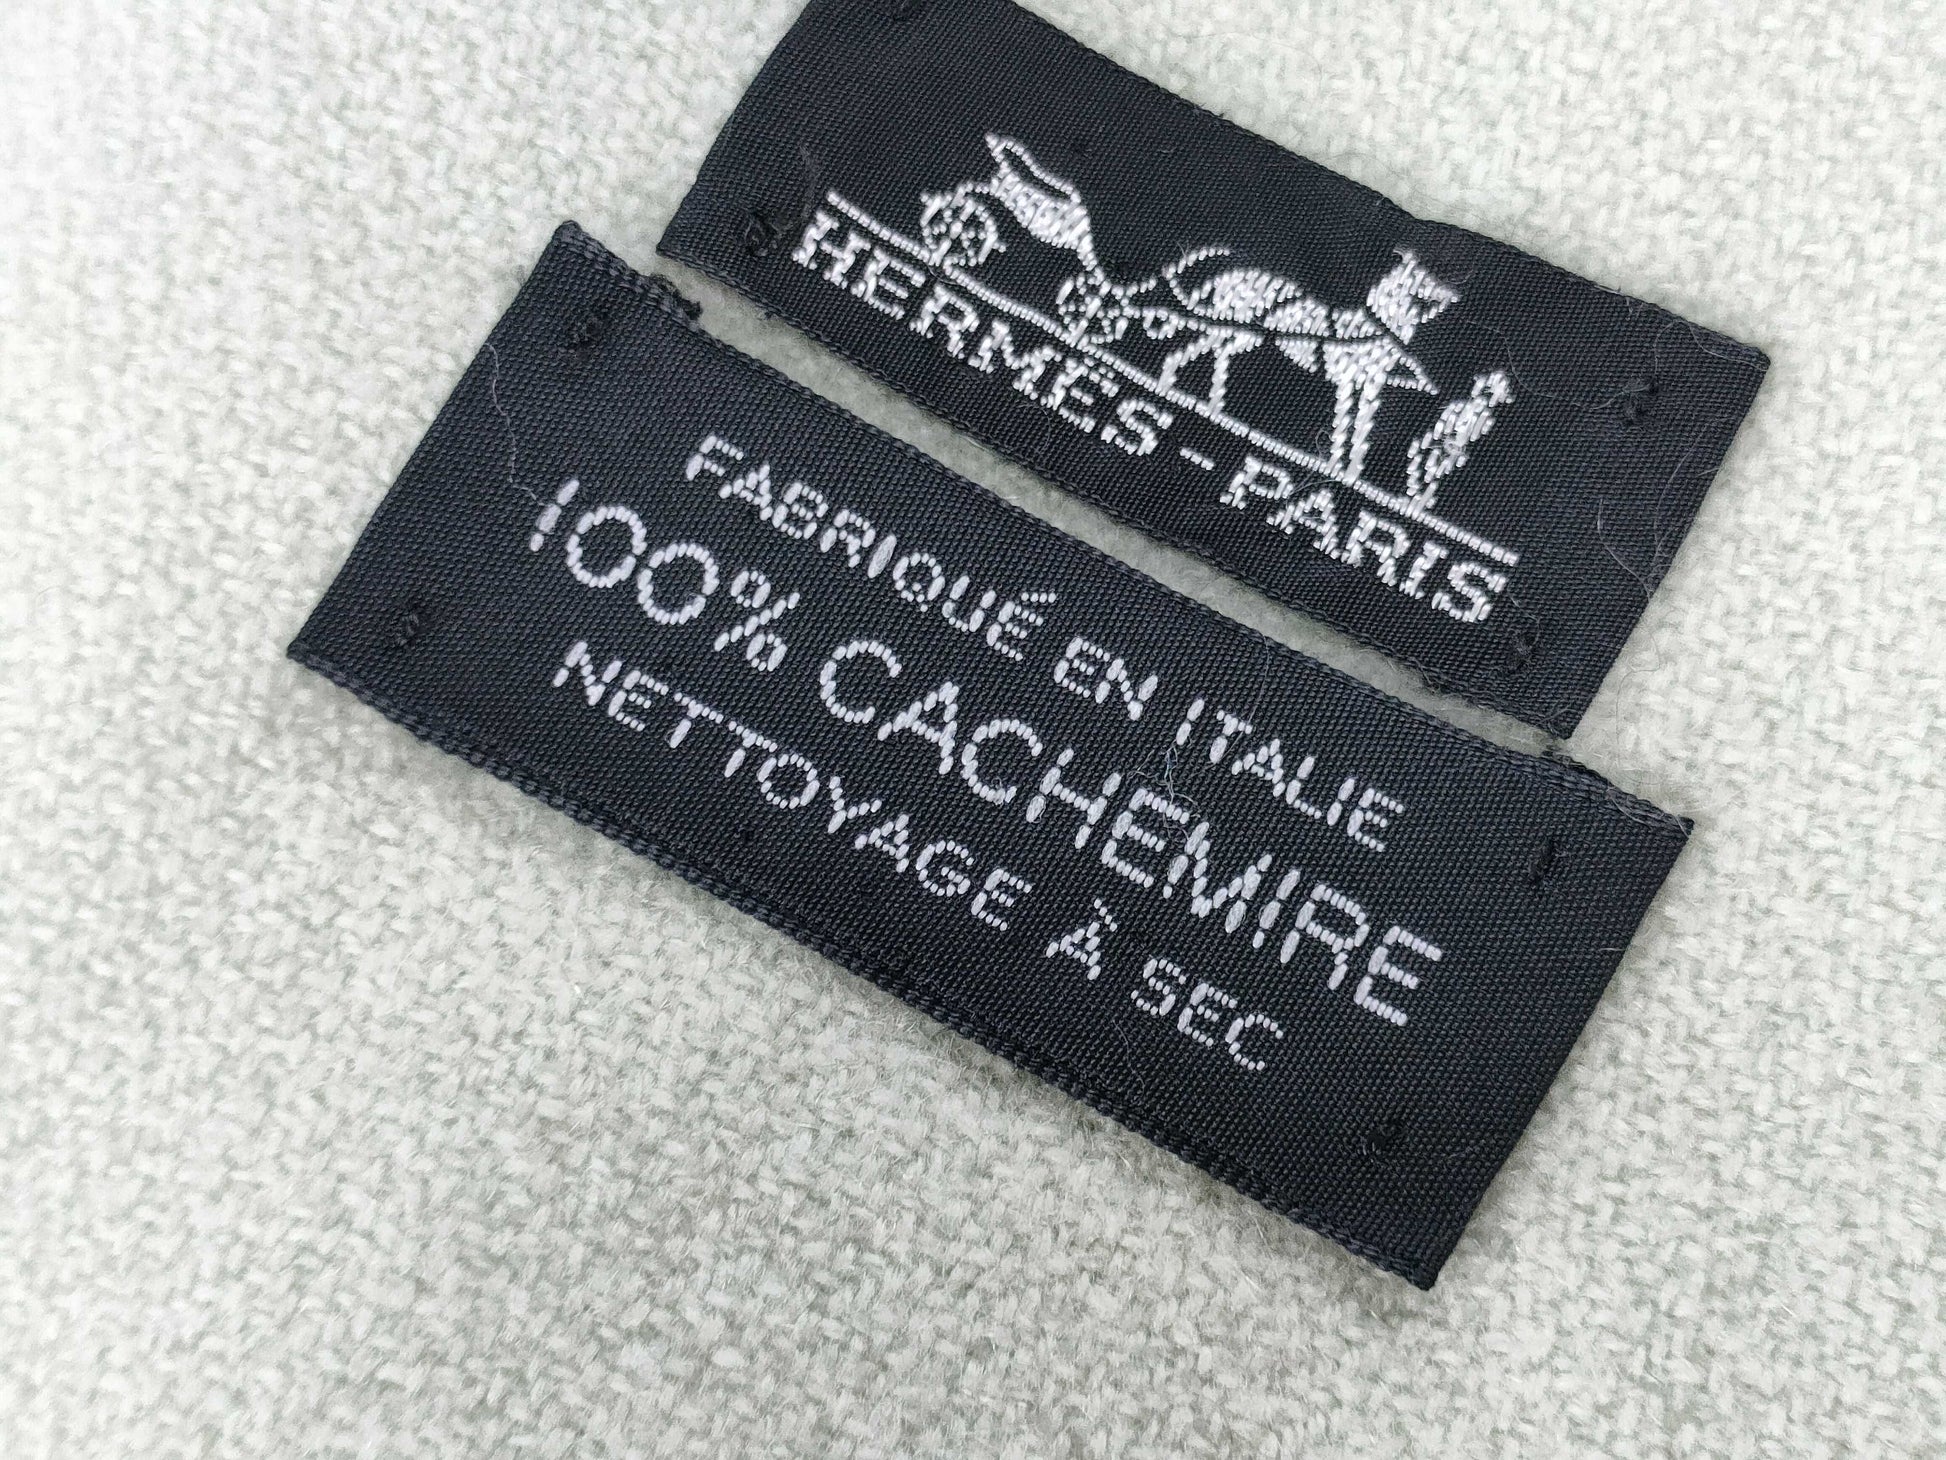 HERMÈS-PARIS
FABRIQUÉ EN ITALIE
100% CACHEMIRE
NETTOYAGE À SEC